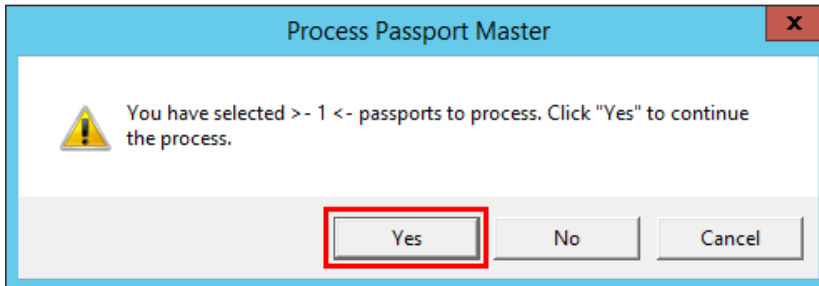 Process Passport Master
x
You have selected >- 1 <- passports to process. Click "Yes" to continue
the process.
Yes No Cancel